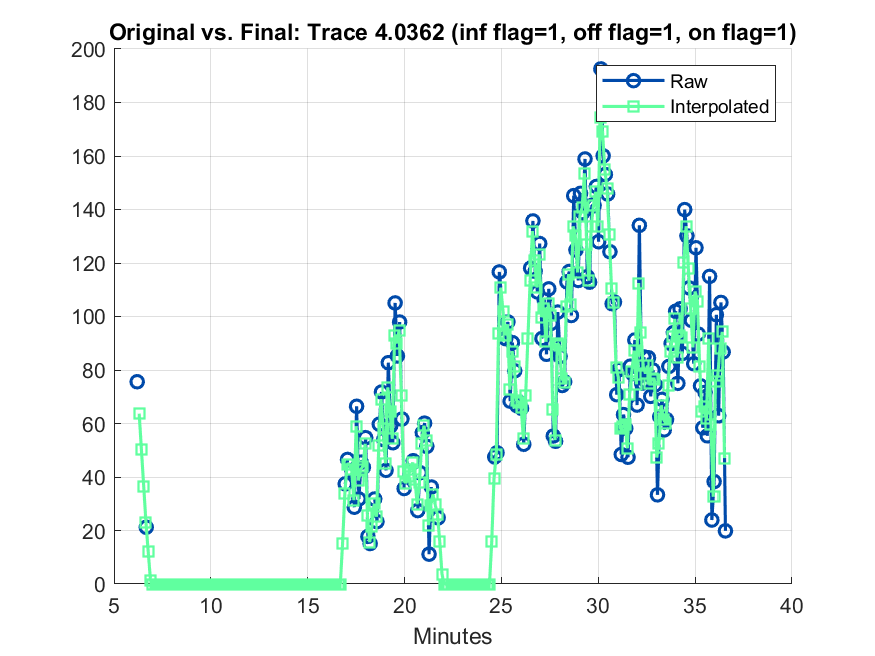 Original vs. Final: Trace 4.0362 (inf flag=1, off flag=1, on flag=1)
200
180
160
140
120
100
80
60
40
20
0
Raw
Interpolated
5 10 15 20 25 30 35 40
Minutes